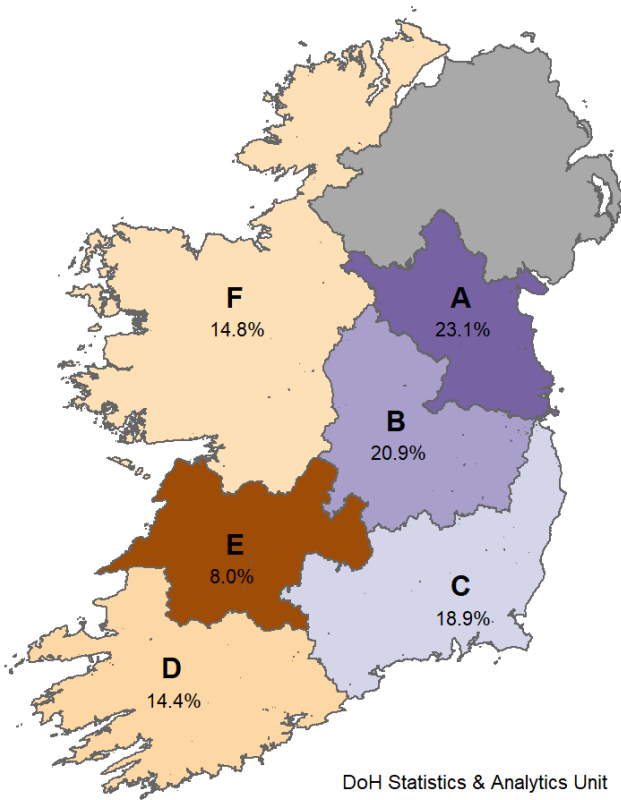 F
14.8%
A
23.1%
B
20.9%
E
8.0%
C
18.9%
D
14.4%
DoH Statistics & Analytics Unit